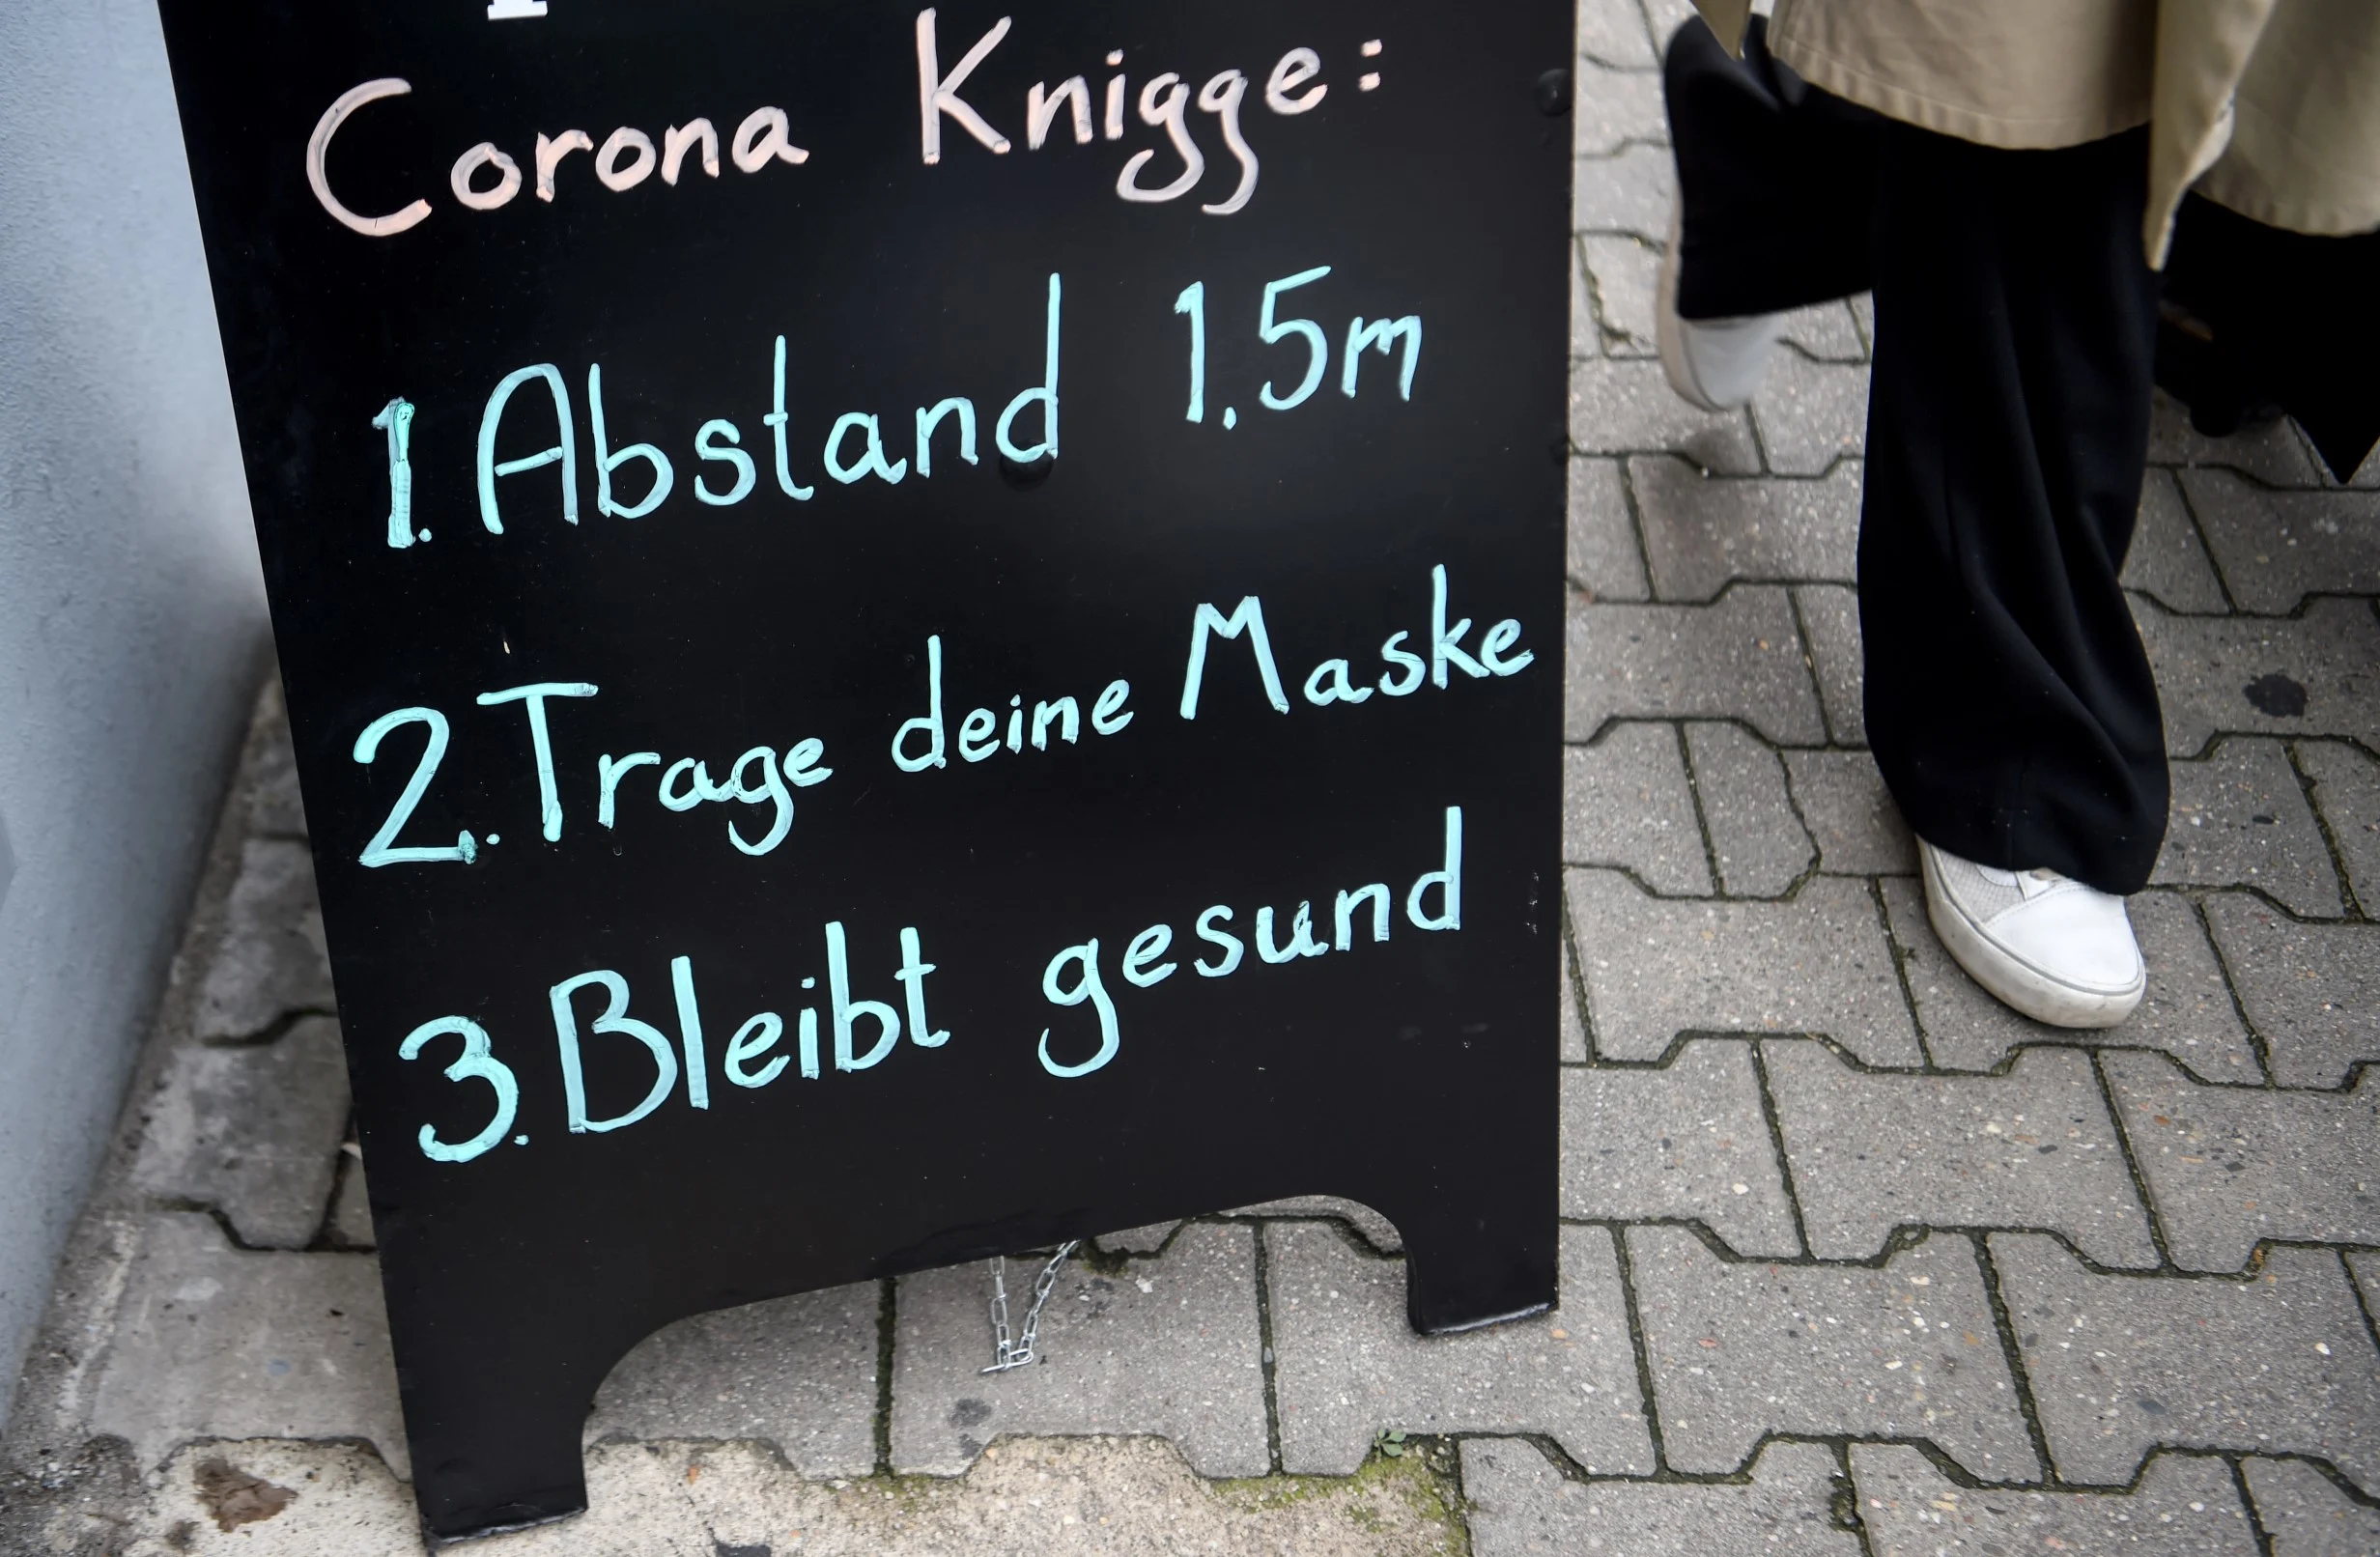 Corona Knigge:
1. Abstand 1.5m
2. Trage deine Maske
3. Bleibt gesund